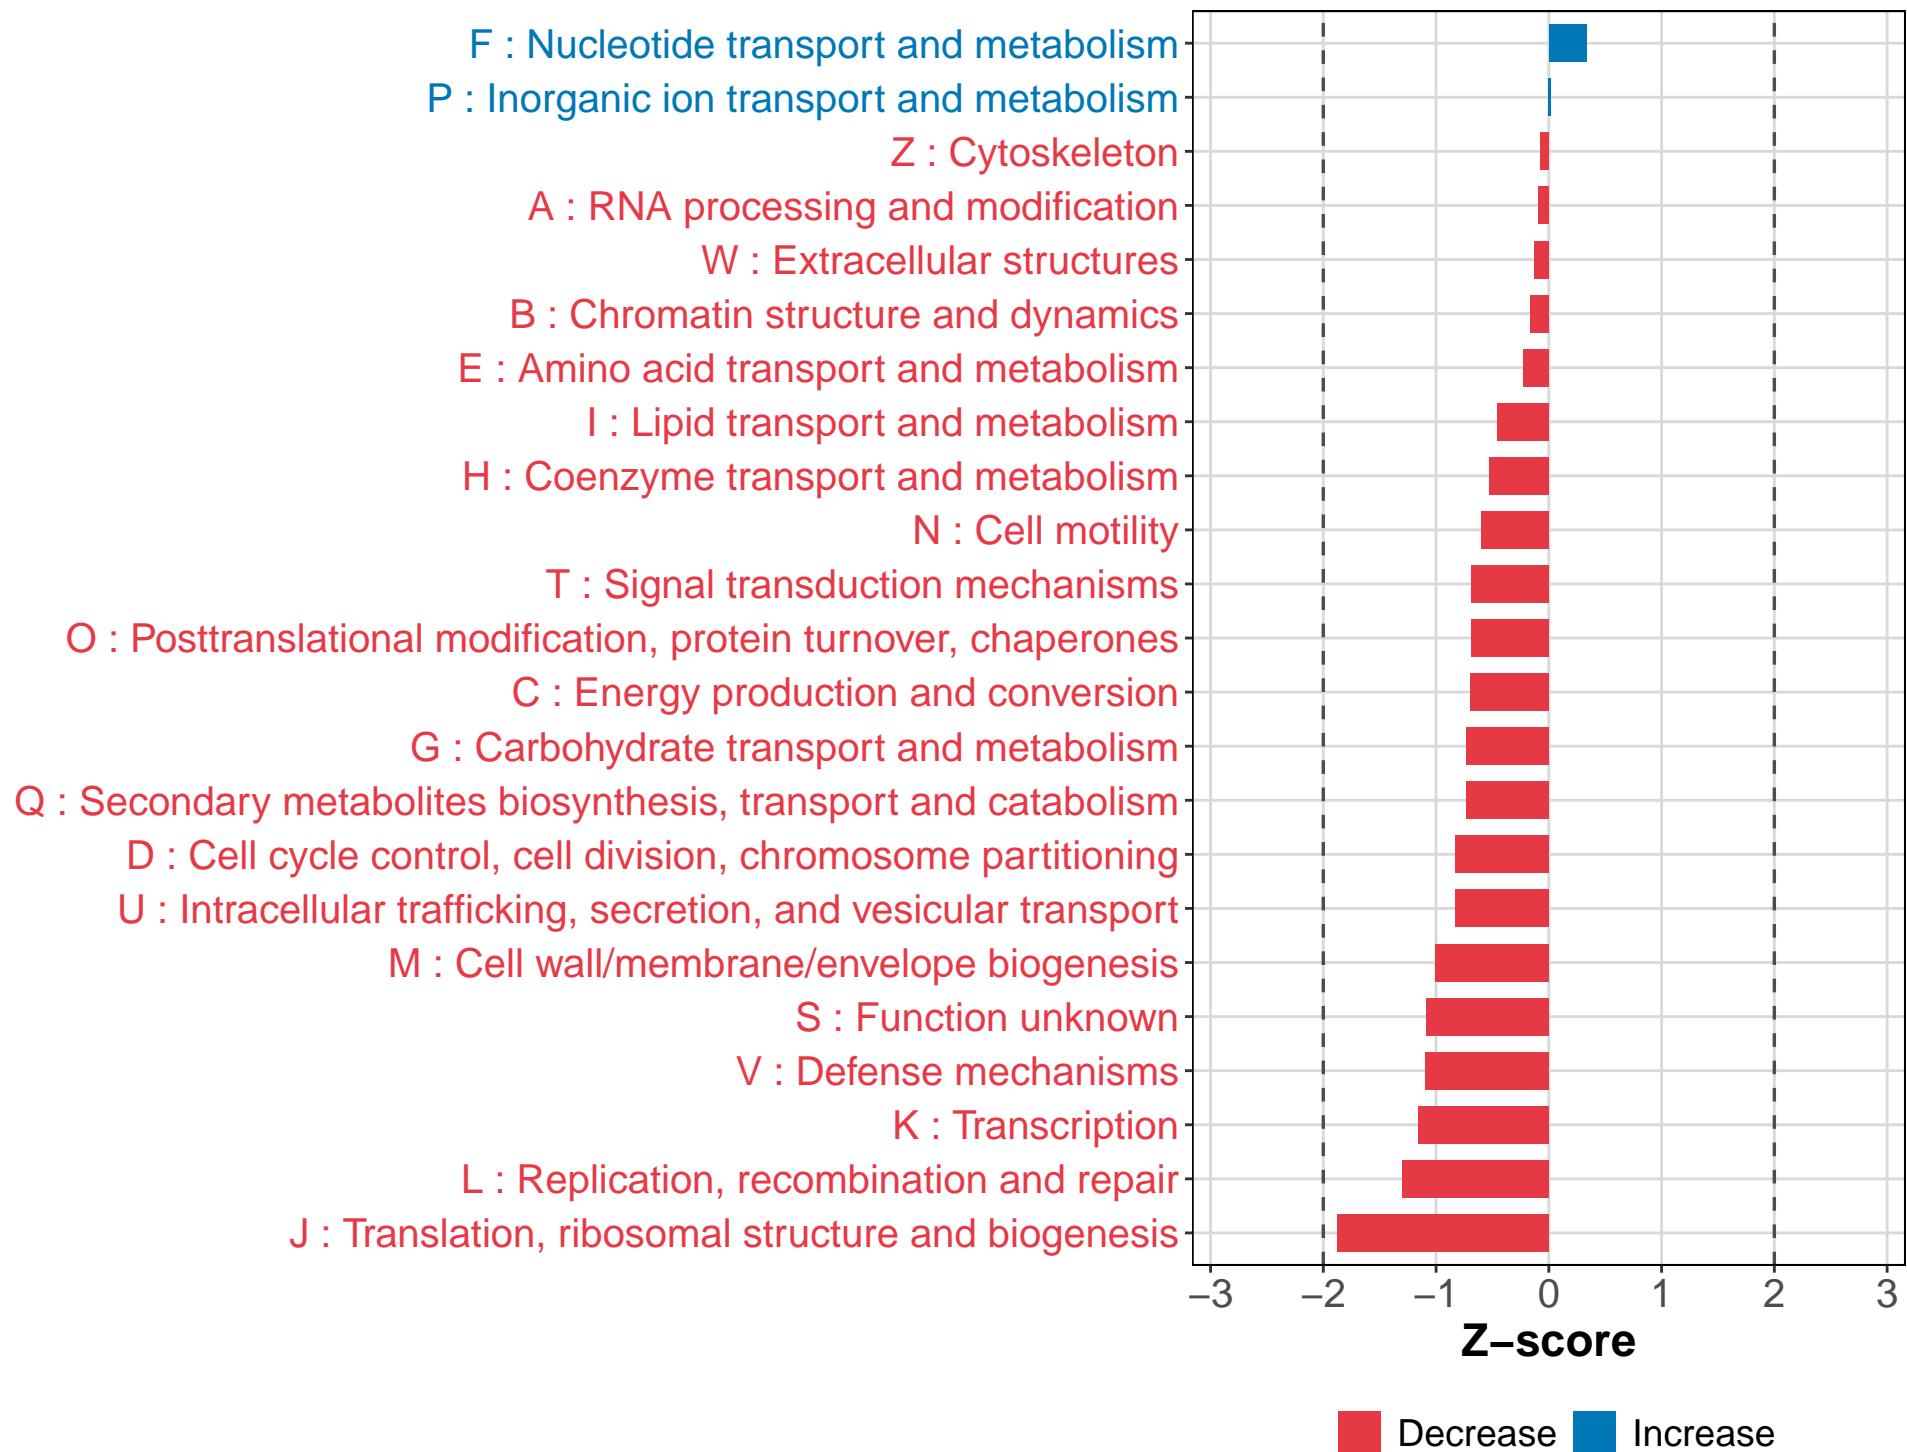 F : Nucleotide transport and metabolism
P : Inorganic ion transport and metabolism
Z : Cytoskeleton
A : RNA processing and modification
W : Extracellular structures
B : Chromatin structure and dynamics
E : Amino acid transport and metabolism
I : Lipid transport and metabolism
H : Coenzyme transport and metabolism
N : Cell motility
T : Signal transduction mechanisms
O : Posttranslational modification, protein turnover, chaperones
C : Energy production and conversion
G : Carbohydrate transport and metabolism
Q : Secondary metabolites biosynthesis, transport and catabolism
D : Cell cycle control, cell division, chromosome partitioning
U : Intracellular trafficking, secretion, and vesicular transport
M : Cell wall/membrane/envelope biogenesis
S : Function unknown
V : Defense mechanisms
K : Transcription
L : Replication, recombination and repair
J : Translation, ribosomal structure and biogenesis
−3 −2 −1 0 1 2 3
Z−score
Decrease Increase